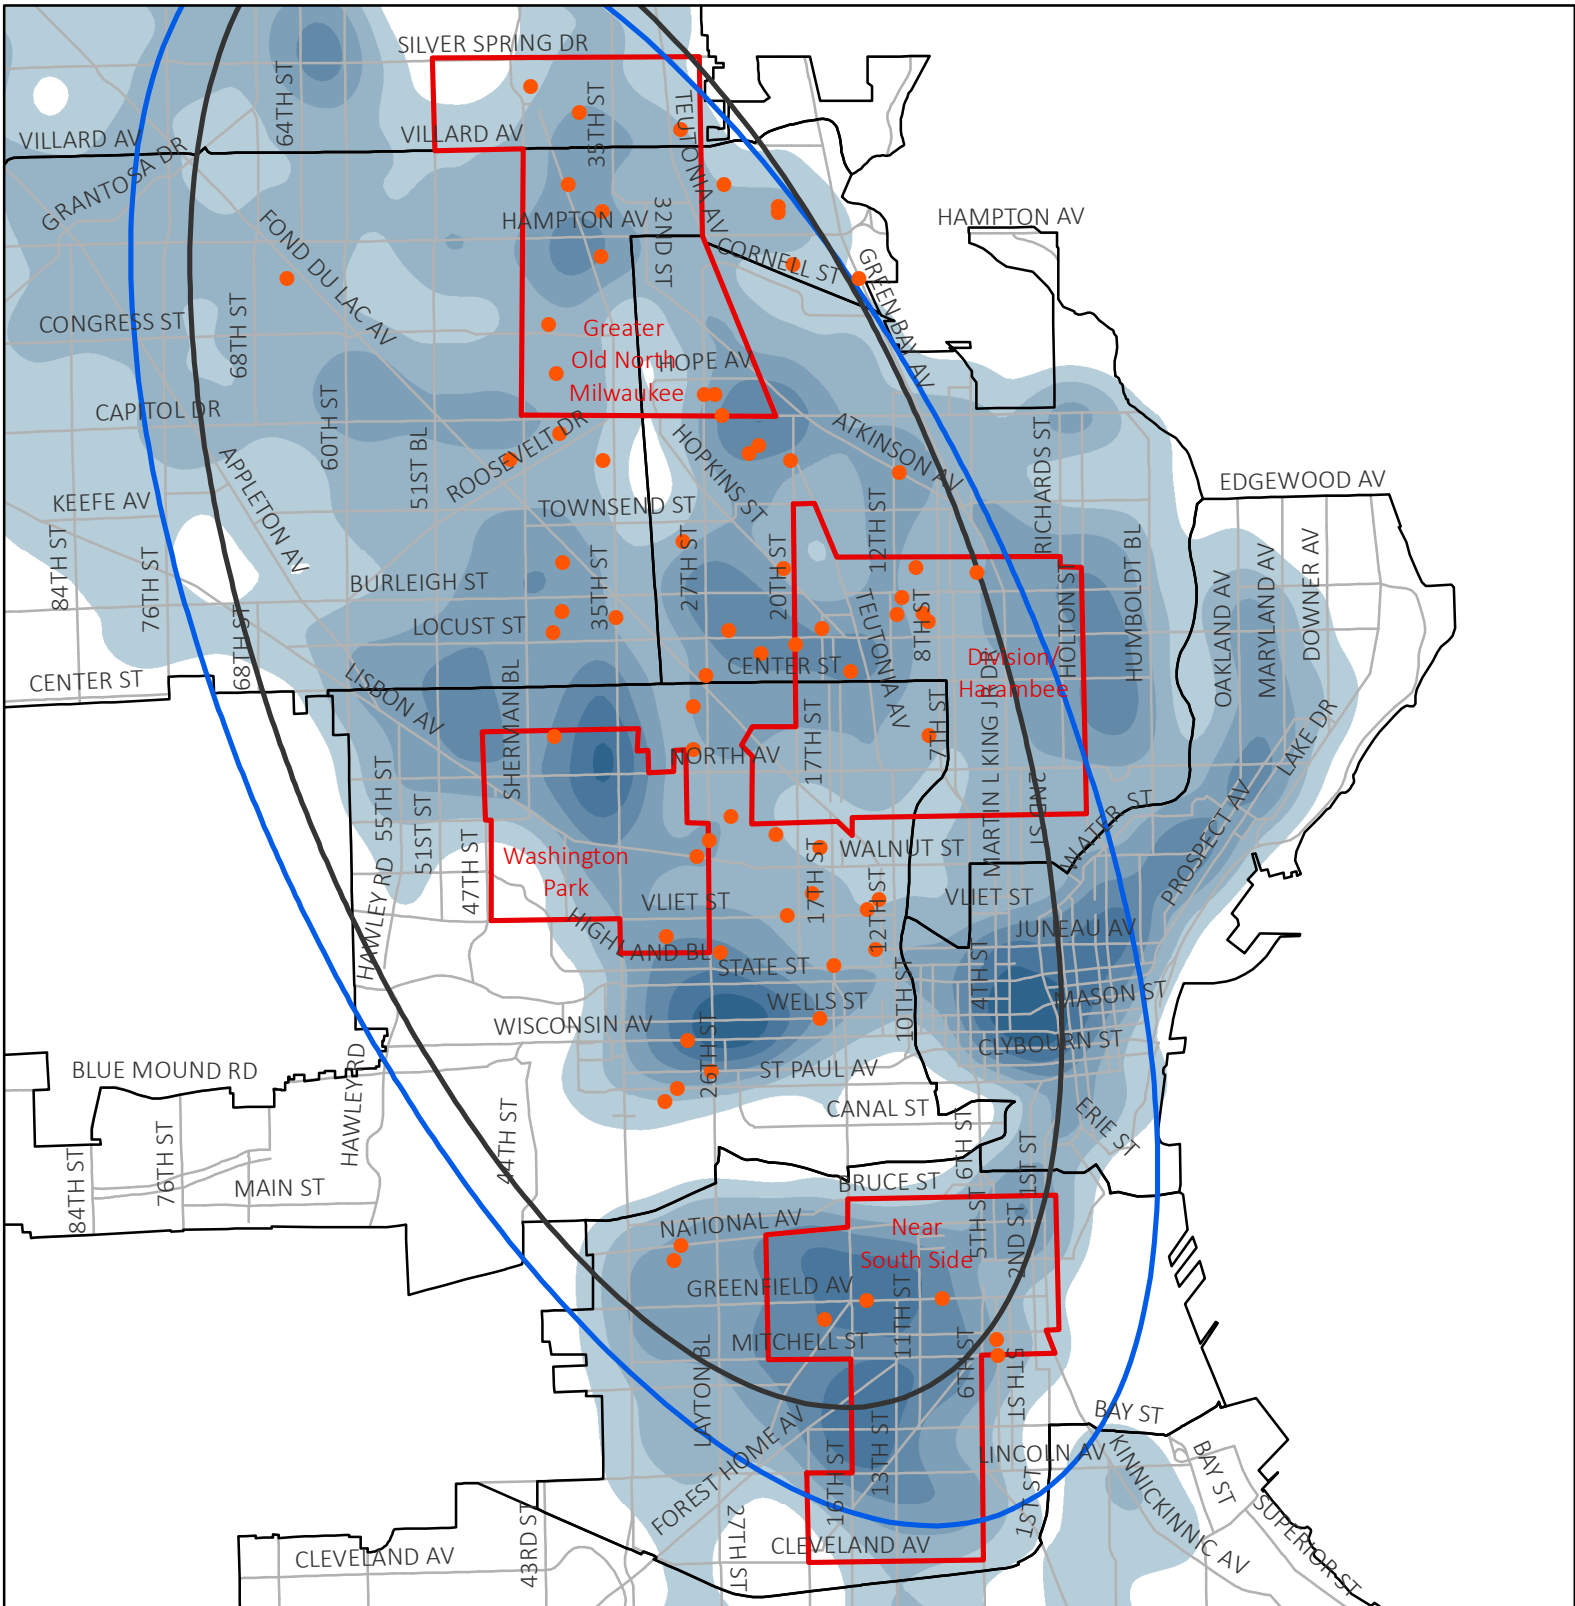 SILVER SPRING DR
64TH ST
35TH ST
TEUTONIA AV
VILLARD AV
VILLARD AV
GRANTOSA DR
HAMPTON AV
32ND ST
HAMPTON AV
FOND DU LAC AV
CORNELL ST
GREEN BAY AV
CONGRESS ST
68TH ST
Greater
Old North
Milwaukee
HOPE AV
CAPITOL DR
60TH ST
51ST BL
ROOSEVELT DR
HOPKINS ST
ATKINSON AV
RICHARDS ST
APPLETON AV
KEEFE AV
TOWNSEND ST
EDGEWOOD AV
84TH ST
76TH ST
BURLEIGH ST
35TH ST
27TH ST
20TH ST
12TH ST
HOLTON ST
HUMBOLDT BL
OAKLAND AV
MARYLAND AV
DOWNER AV
LOCUST ST
TEUTONIA AV
8TH ST
68TH ST
CENTER ST
CENTER ST
Division/
Harambee
LISBON AV
SHERMAN BL
17TH ST
7TH ST
MARTIN L KING JR DR
LAKE DR
NORTH AV
55TH ST
51ST ST
2ND ST
WATER ST
PROSPECT AV
47TH ST
Washington
Park
WALNUT ST
17TH ST
HAWLEY RD
VLIET ST
12TH ST
VLIET ST
HIGHLAND BL
JUNEAU AV
STATE ST
4TH ST
WELLS ST
10TH ST
MASON ST
WISCONSIN AV
26TH ST
CLYBOURN ST
BLUE MOUND RD
HAWLEY RD
ST PAUL AV
CANAL ST
44TH ST
6TH ST
ERIE ST
84TH ST
76TH ST
1ST ST
MAIN ST
BRUCE ST
NATIONAL AV
Near
South Side
5TH ST
2ND ST
GREENFIELD AV
11TH ST
MITCHELL ST
LAYTON BL
6TH ST
5TH ST
BAY ST
FOREST HOME AV
16TH ST
13TH ST
LINCOLN AV
KINNICKINNIC AV
BAY ST
1ST ST
SUPERIOR ST
43RD ST
27TH ST
CLEVELAND AV
CLEVELAND AV